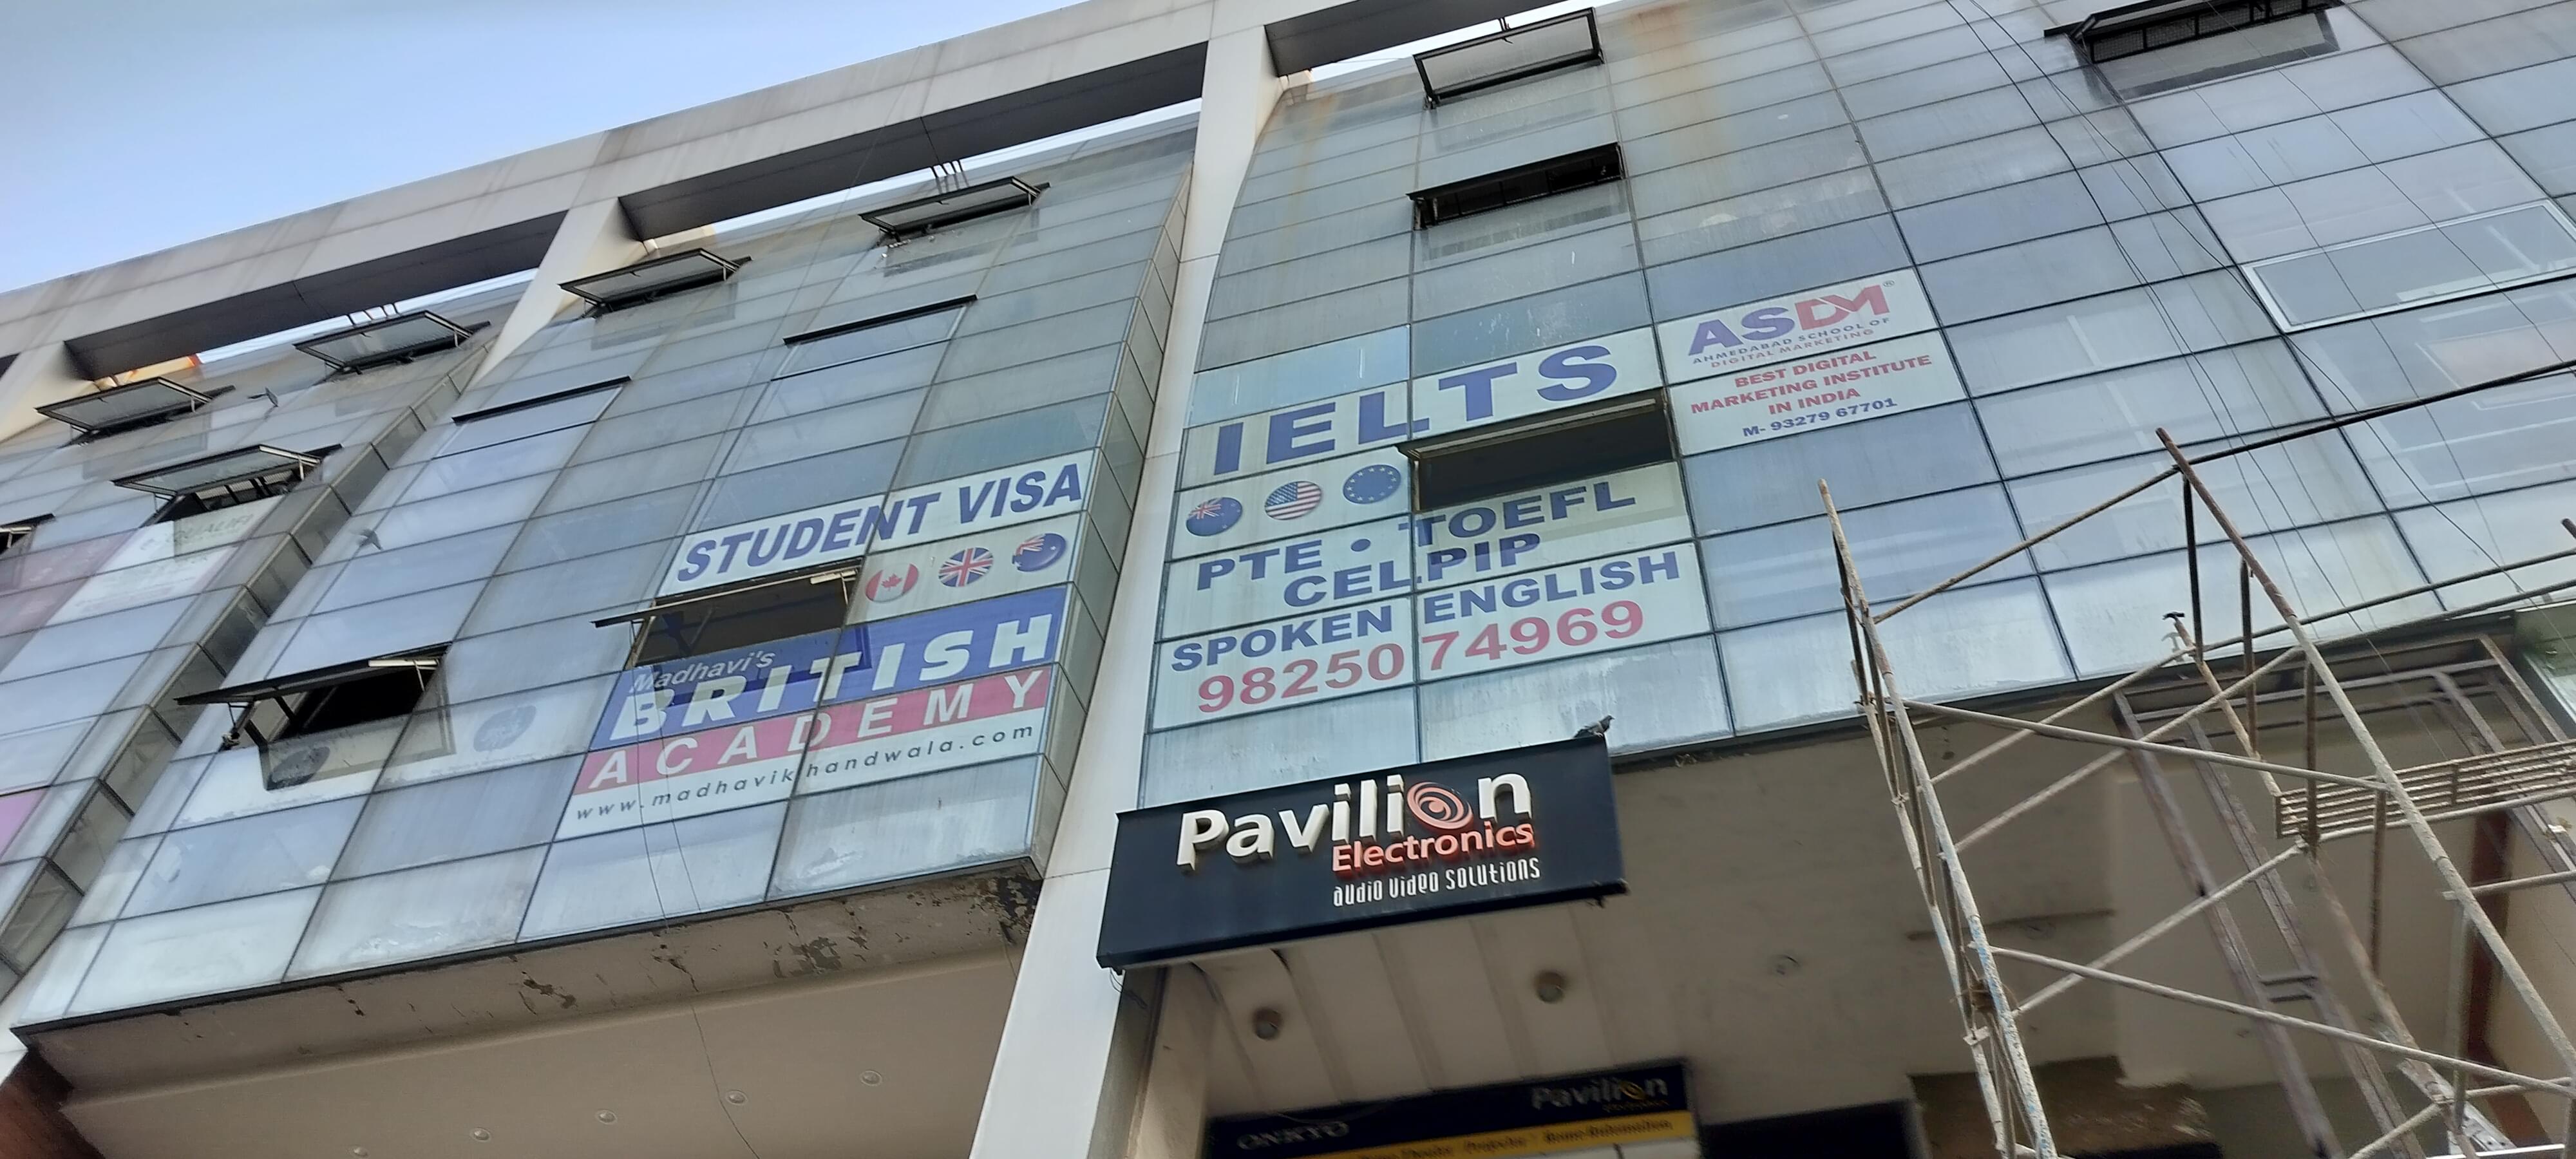 STUDENT VISA
Madhavi's
BRITISH
ACADEMY
www.madhavikhandwala.com
IELTS
PTE • TOEFL
CELPIP
SPOKEN ENGLISH
98250 74969
ASDM®
AHMEDABAD SCHOOL OF
DIGITAL MARKETING
BEST DIGITAL
MARKETING INSTITUTE
IN INDIA
M- 93279 67701
Pavilion
Electronics
audio video solutions
Pavilion
ONKYO